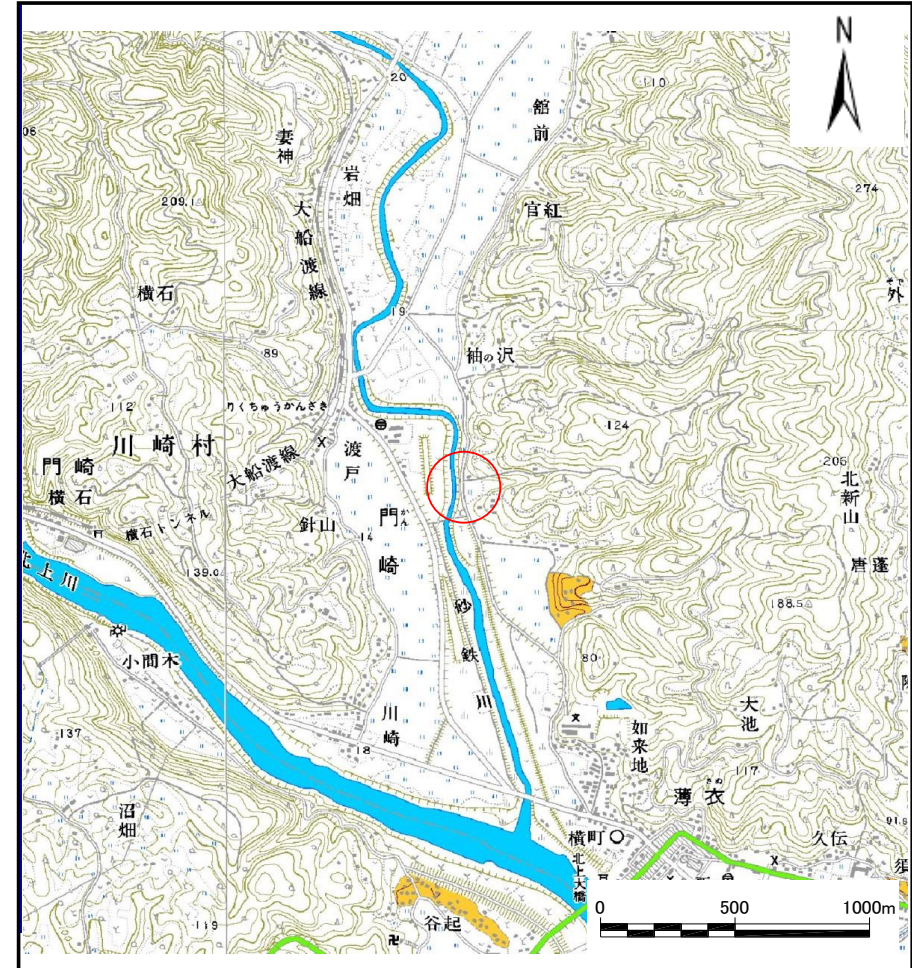 N
20
110
舘前
妻神
岩畑
大船渡線
209.1
274
官紅
横石
外
19
袖の沢
89
りくちゅうかんざき
112
124
川崎村
大船渡線
渡戸
206
北新山
門崎
横石
横石トンネル
針山
門崎
かん
14
唐蓬
139.0
北上川
砂鉄川
188.5
小間木
80
大池
如来地
川崎
137
18
117
薄衣
沼畑
横町
久伝
91.
北上大橋
須
119
谷起
0
500
1000m